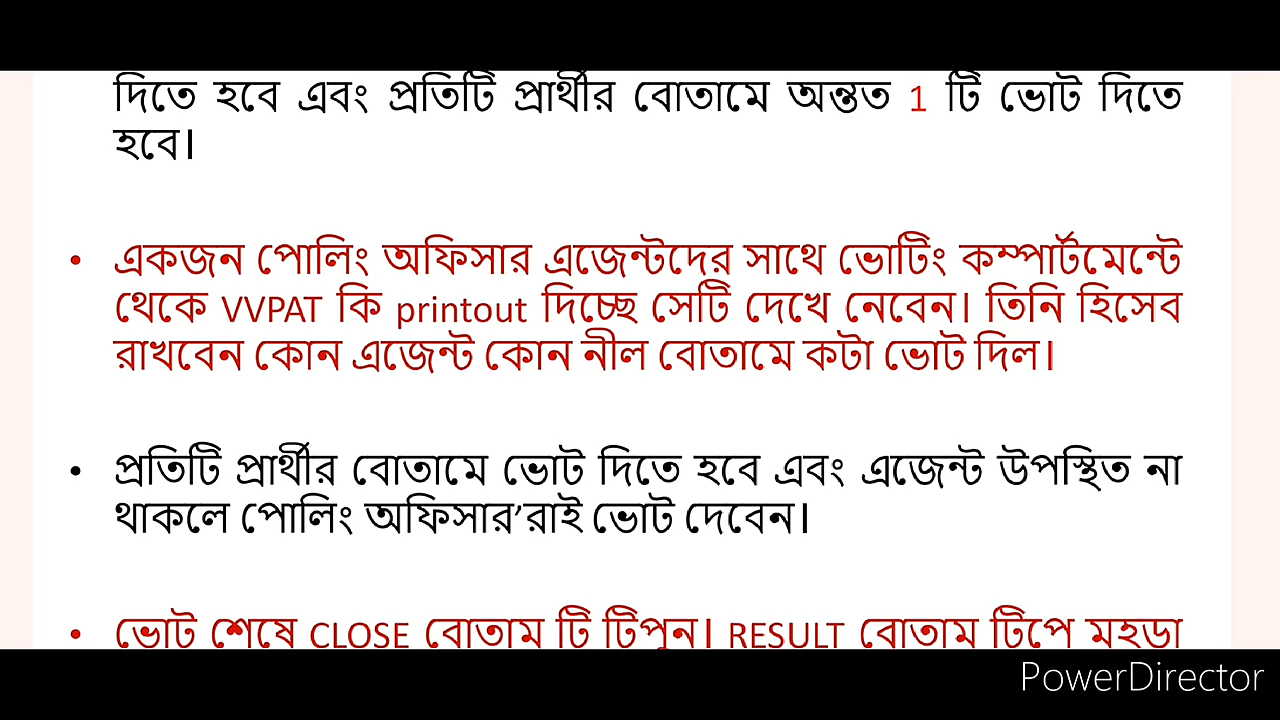 দিতে হবে এবং প্রতিটি প্রার্থীর বোতামে অন্তত 1 টি ভোট দিতে
হবে।
• একজন পোলিং অফিসার এজেন্টদের সাথে ভোটিং কম্পার্টমেন্টে
থেকে VVPAT কি printout দিচ্ছে সেটি দেখে নেবেন। তিনি হিসেব
রাখবেন কোন এজেন্ট কোন নীল বোতামে কটা ভোট দিল।
• প্রতিটি প্রার্থীর বোতামে ভোট দিতে হবে এবং এজেন্ট উপস্থিত না
থাকলে পোলিং অফিসার’রাই ভোট দেবেন।
• ভোট শেষে CLOSE বোতাম টি টিপুন। RESULT বোতাম টিপে মহড়া
PowerDirector